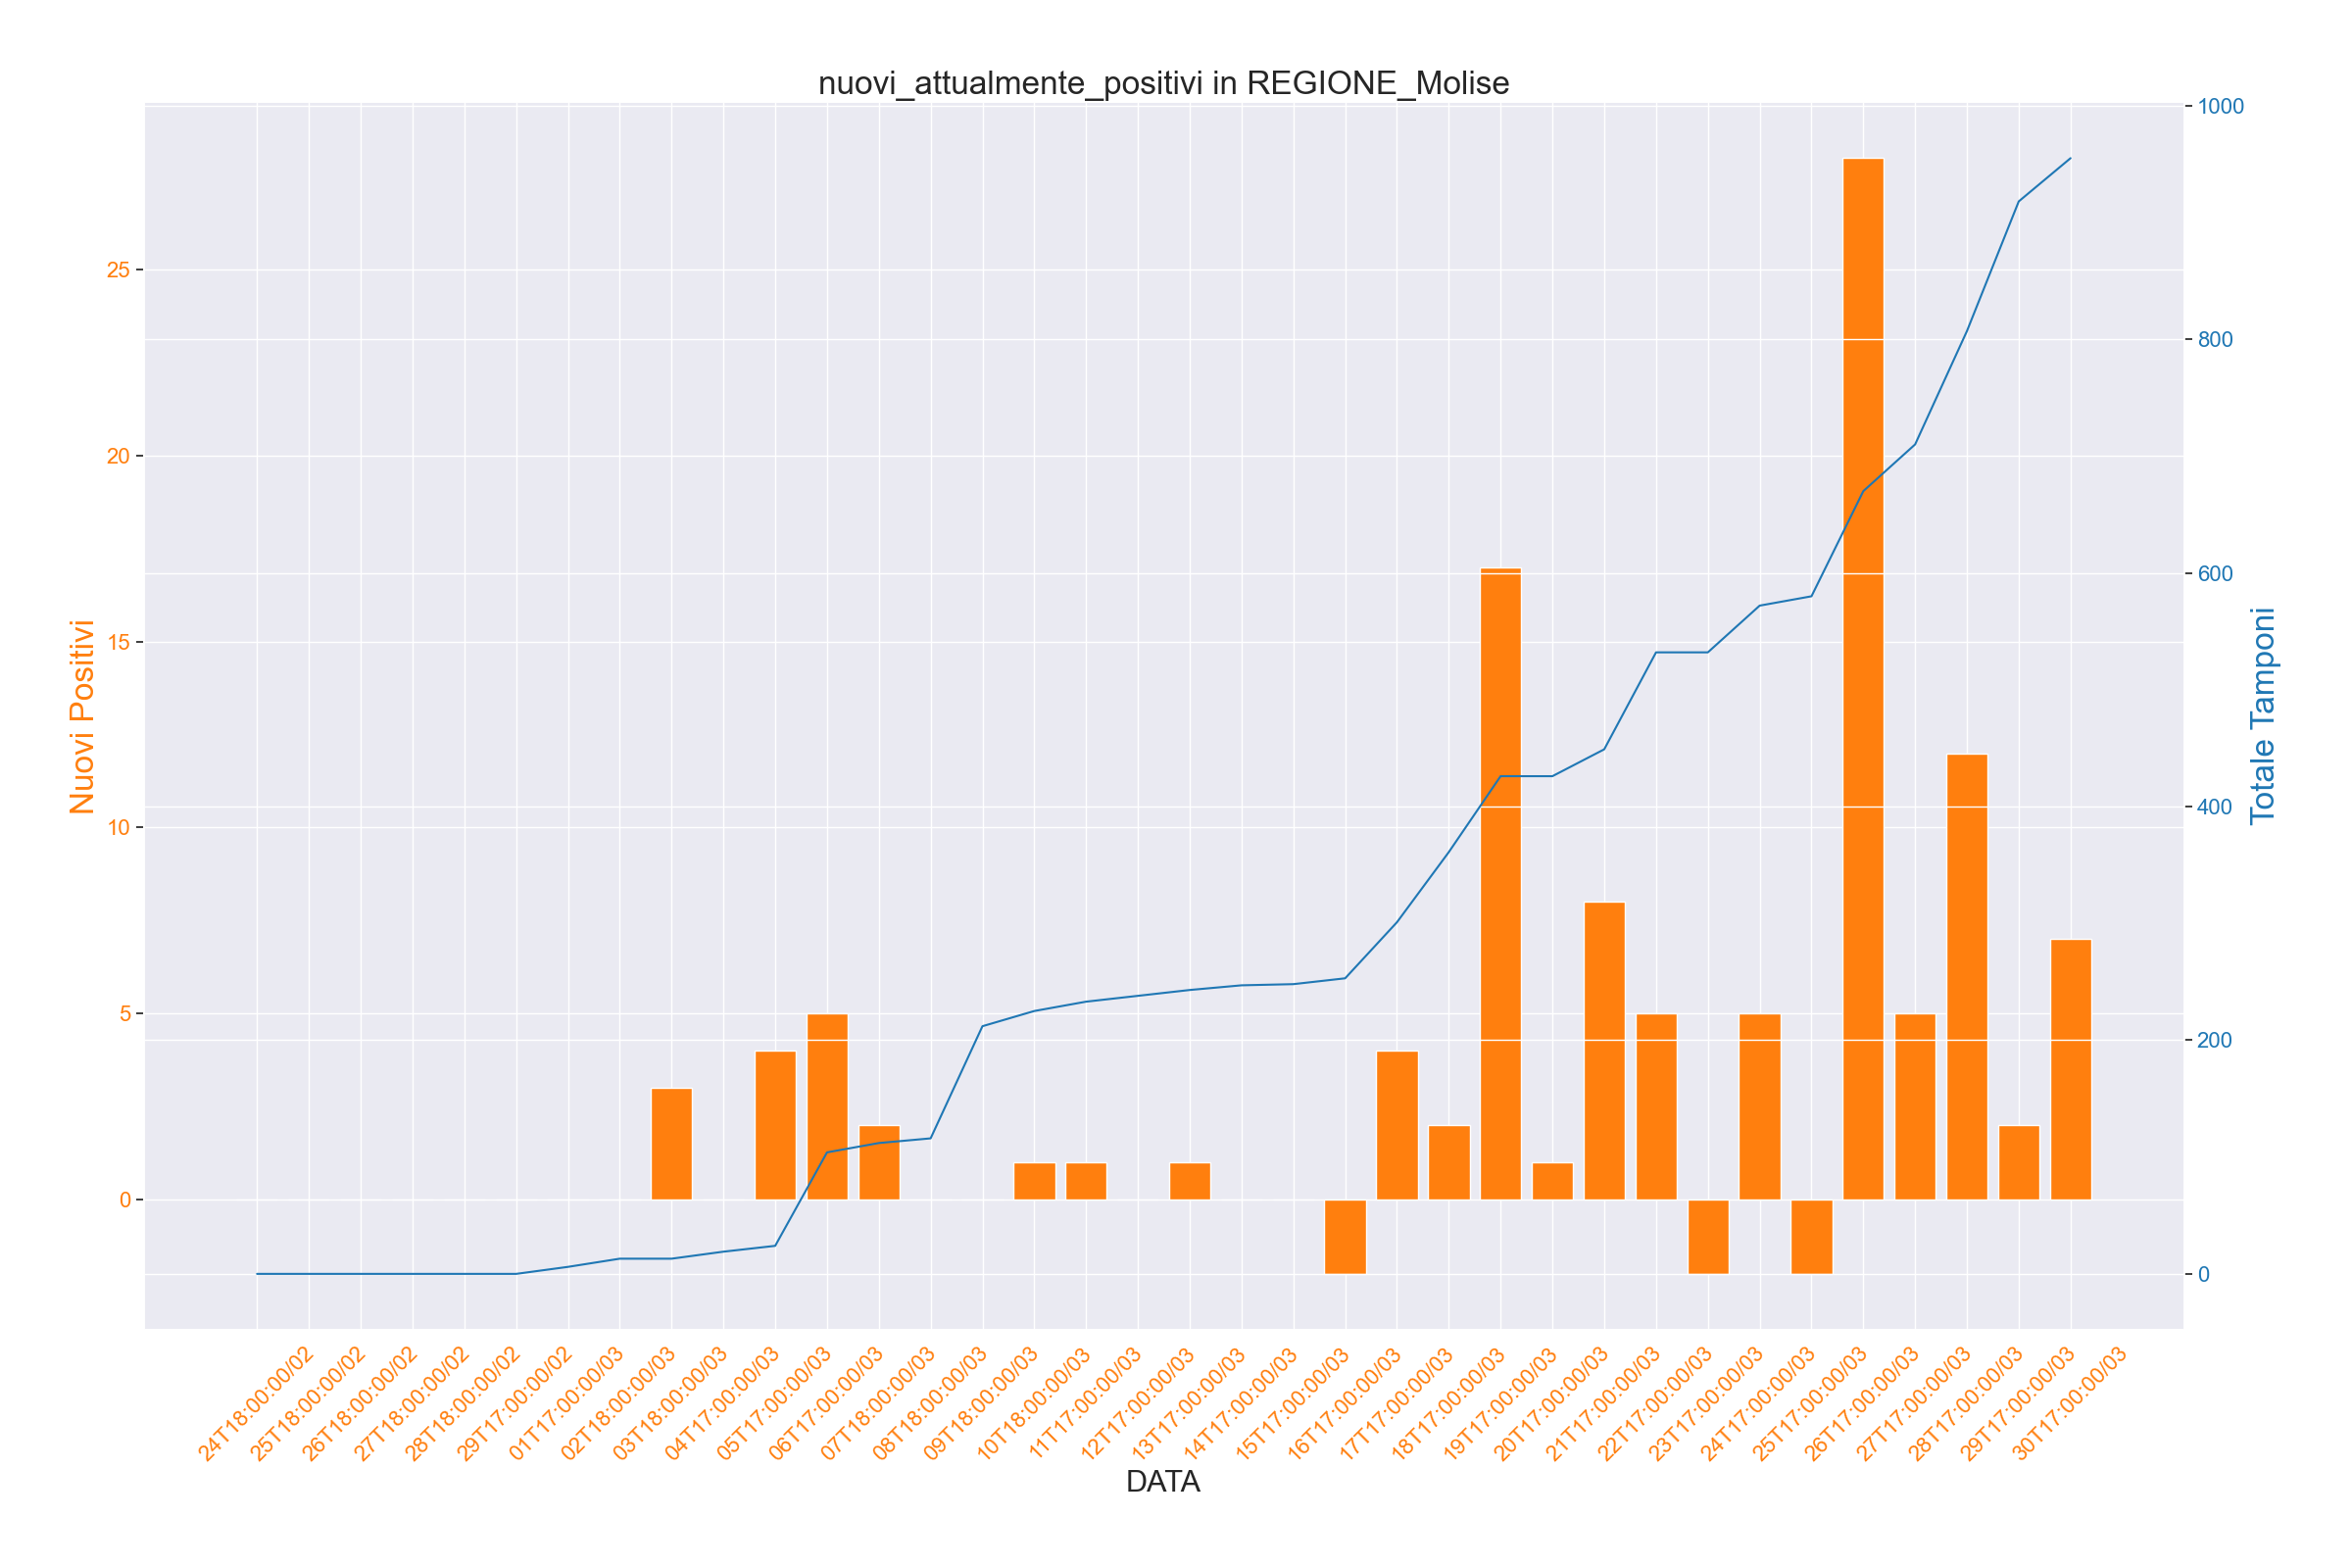 nuovi_attualmente_positivi in REGIONE_Molise
Nuovi Positivi
25
20
15
10
5
0
1000
800
600
400
200
0
Totale Tamponi
24T18:00:00/02
25T18:00:00/02
26T18:00:00/02
27T18:00:00/02
28T18:00:00/02
29T17:00:00/02
01T17:00:00/03
02T18:00:00/03
03T18:00:00/03
04T17:00:00/03
05T17:00:00/03
06T17:00:00/03
07T18:00:00/03
08T18:00:00/03
09T18:00:00/03
10T18:00:00/03
11T17:00:00/03
12T17:00:00/03
13T17:00:00/03
14T17:00:00/03
15T17:00:00/03
16T17:00:00/03
17T17:00:00/03
18T17:00:00/03
19T17:00:00/03
20T17:00:00/03
21T17:00:00/03
22T17:00:00/03
23T17:00:00/03
24T17:00:00/03
25T17:00:00/03
26T17:00:00/03
27T17:00:00/03
28T17:00:00/03
29T17:00:00/03
30T17:00:00/03
DATA